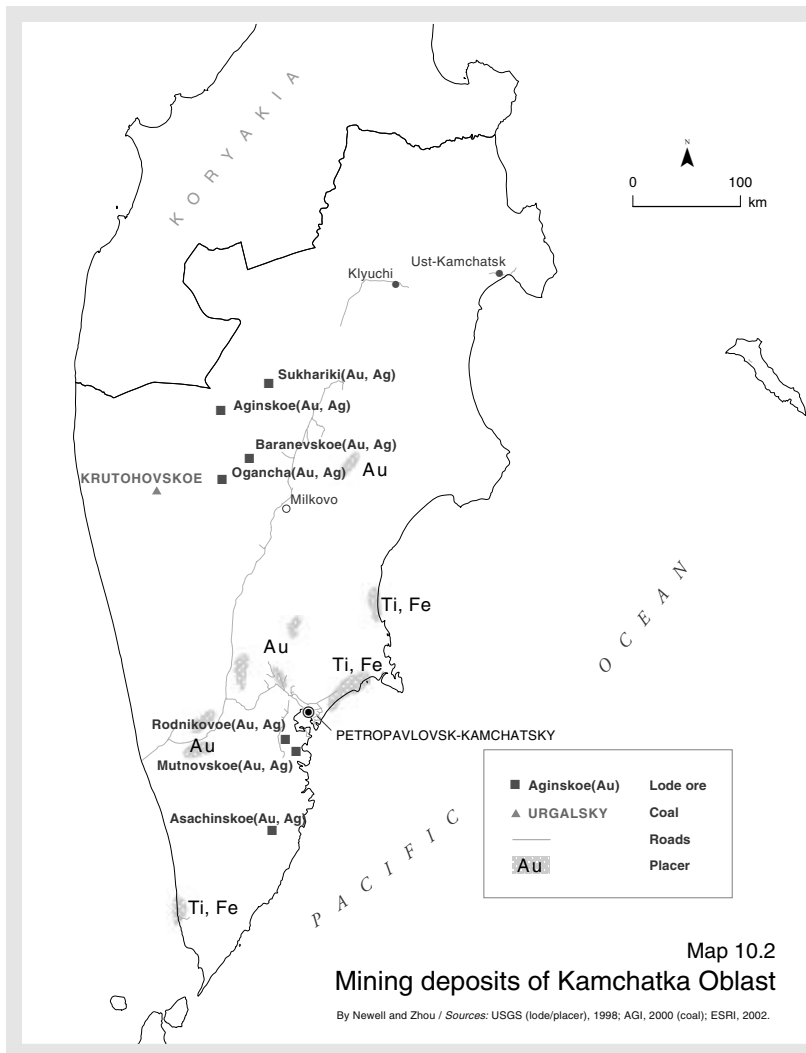 KORYAKIA
N
0 100
km
Ust-Kamchatsk
Klyuchi
Sukhariki(Au, Ag)
Aginskoe(Au, Ag)
Baranevskoe(Au, Ag)
Au
Ogancha(Au, Ag)
KRUTOHOVSKOE
Milkovo
OCEAN
Ti, Fe
Au
Ti, Fe
Rodnikovoe(Au, Ag)
PETROPAVLOVSK-KAMCHATSKY
Au
Mutnovskoe(Au, Ag)
Asachinskoe(Au, Ag)
PACIFIC
Ti, Fe
Aginskoe(Au) Lode ore
URGALSKY Coal
Roads
Au Placer
Map 10.2
Mining deposits of Kamchatka Oblast
By Newell and Zhou / Sources: USGS (lode/placer), 1998; AGI, 2000 (coal); ESRI, 2002.